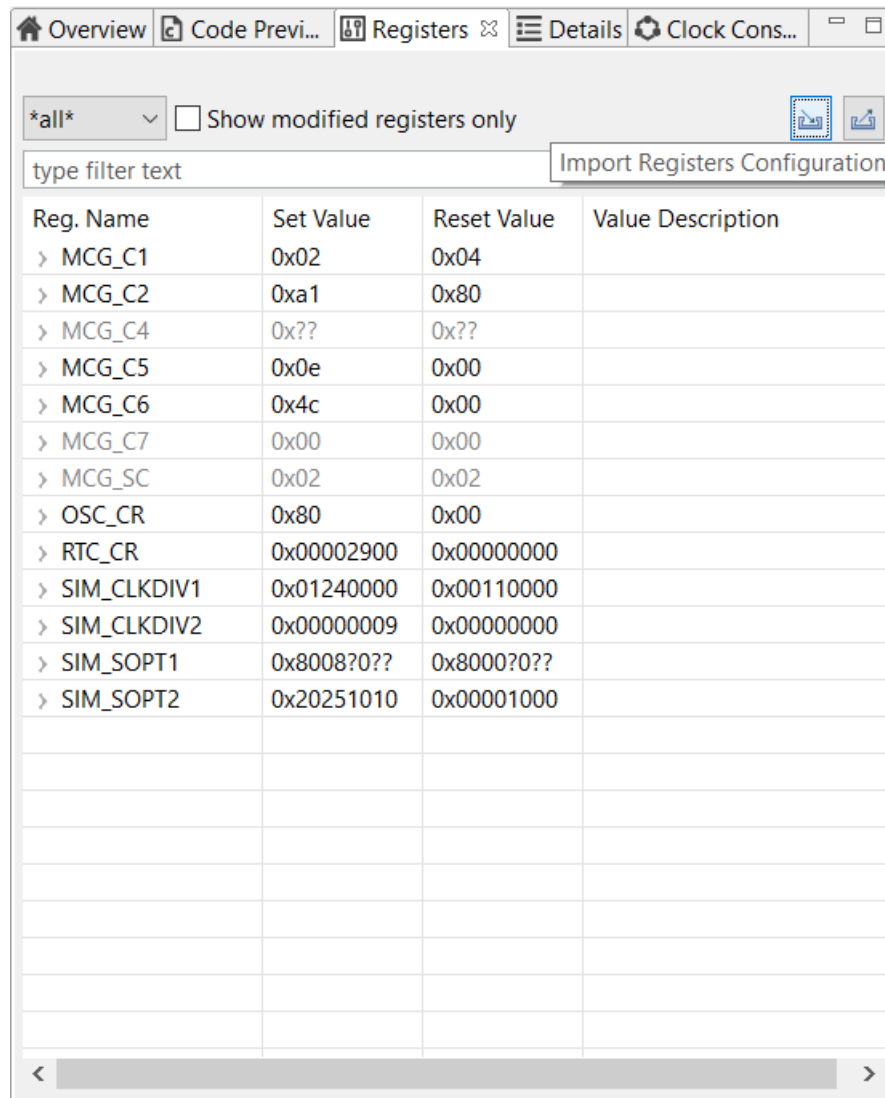 Overview Code Previ... Registers Details Clock Cons...
*all* Show modified registers only
Import Registers Configuration
type filter text
Reg. Name Set Value Reset Value Value Description
MCG_C1 0x02 0x04
MCG_C2 0xa1 0x80
MCG_C4 0x?? 0x??
MCG_C5 0x0e 0x00
MCG_C6 0x4c 0x00
MCG_C7 0x00 0x00
MCG_SC 0x02 0x02
OSC_CR 0x80 0x00
RTC_CR 0x00002900 0x00000000
SIM_CLKDIV1 0x01240000 0x00110000
SIM_CLKDIV2 0x00000009 0x00000000
SIM_SOPT1 0x8008?0?? 0x8000?0??
SIM_SOPT2 0x20251010 0x00001000